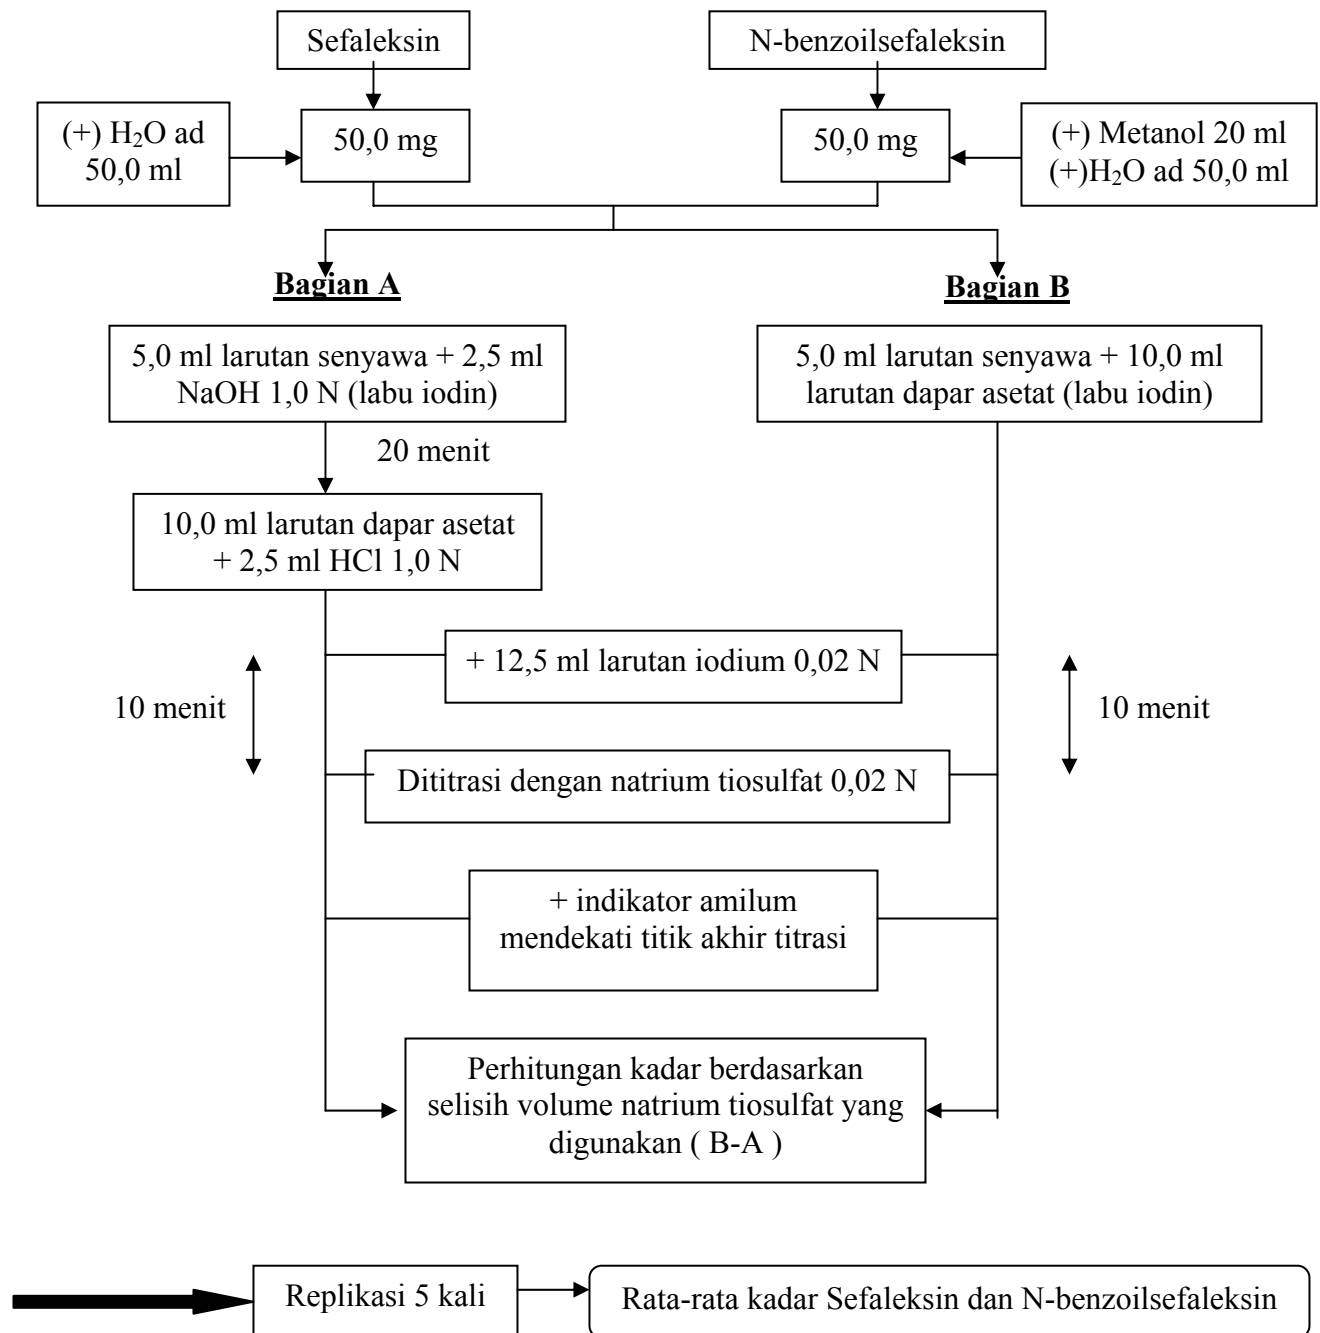 Sefaleksin
N-benzoilsefaleksin
(+) H₂O ad
50,0 ml
50,0 mg
50,0 mg
(+) Metanol 20 ml
(+)H₂O ad 50,0 ml
Bagian A
Bagian B
5,0 ml larutan senyawa + 2,5 ml
NaOH 1,0 N (labu iodin)
5,0 ml larutan senyawa + 10,0 ml
larutan dapar asetat (labu iodin)
20 menit
10,0 ml larutan dapar asetat
+ 2,5 ml HCl 1,0 N
+ 12,5 ml larutan iodium 0,02 N
10 menit
10 menit
Dititrasi dengan natrium tiosulfat 0,02 N
+ indikator amilum
mendekati titik akhir titrasi
Perhitungan kadar berdasarkan
selisih volume natrium tiosulfat yang
digunakan ( B-A )
Replikasi 5 kali
Rata-rata kadar Sefaleksin dan N-benzoilsefaleksin